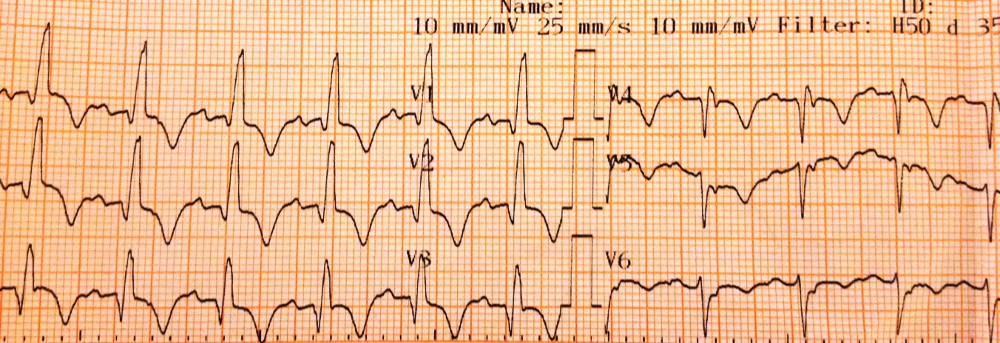 Name: ID:
10 mm/mV 25 mm/s 10 mm/mV Filter: H50 d 35
V1 V4
V2 V5
V3 V6